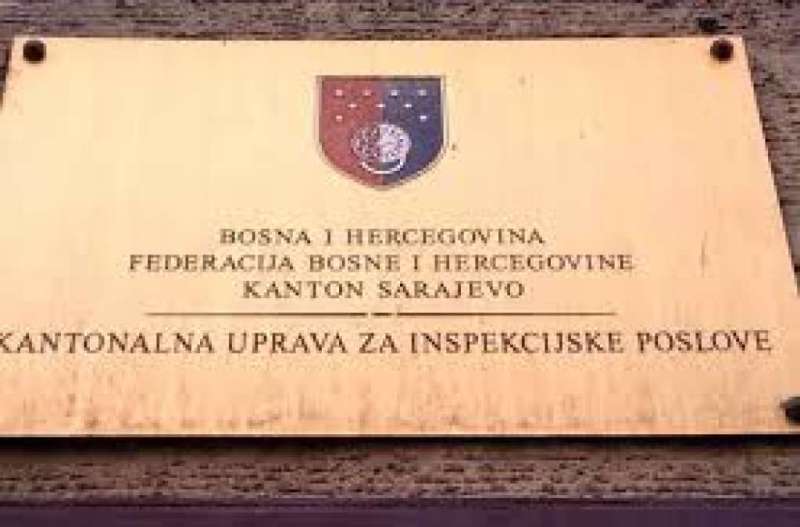 BOSNA I HERCEGOVINA
FEDERACIJA BOSNE I HERCEGOVINE
KANTON SARAJEVO
KANTONALNA UPRAVA ZA INSPEKCIJSKE POSLOVE